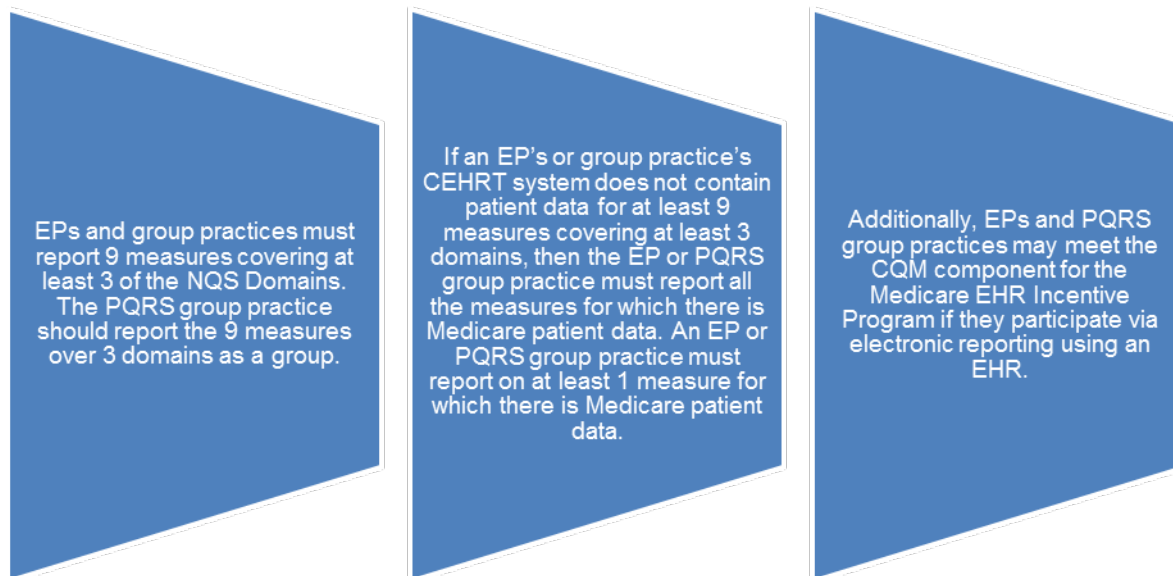 EPs and group practices must
report 9 measures covering at
least 3 of the NQS Domains.
The PQRS group practice
should report the 9 measures
over 3 domains as a group.
If an EP’s or group practice’s
CEHRT system does not contain
patient data for at least 9
measures covering at least 3
domains, then the EP or PQRS
group practice must report all
the measures for which there is
Medicare patient data. An EP or
PQRS group practice must
report on at least 1 measure for
which there is Medicare patient
data.
Additionally, EPs and PQRS
group practices may meet the
CQM component for the
Medicare EHR Incentive
Program if they participate via
electronic reporting using an
EHR.